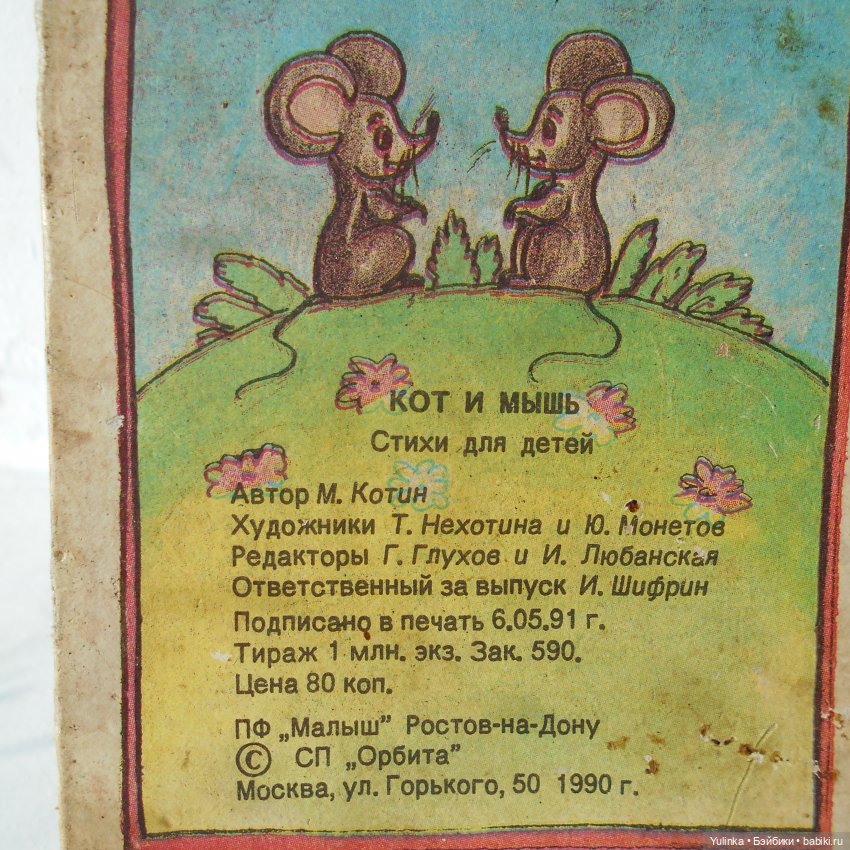 КОТ И МЫШЬ
Стихи для детей
Автор М. Котин
Художники Т. Нехотина и Ю. Монетов
Редакторы Г. Глухов и И. Любанская
Ответственный за выпуск И. Шифрин
Подписано в печать 6.05.91 г.
Тираж 1 млн. экз. Зак. 590.
Цена 80 коп.
ПФ „Малыш” Ростов-на-Дону
© СП „Орбита”
Москва, ул. Горького, 50 1990 г.
Yulinka • Бэйбики • babiki.ru